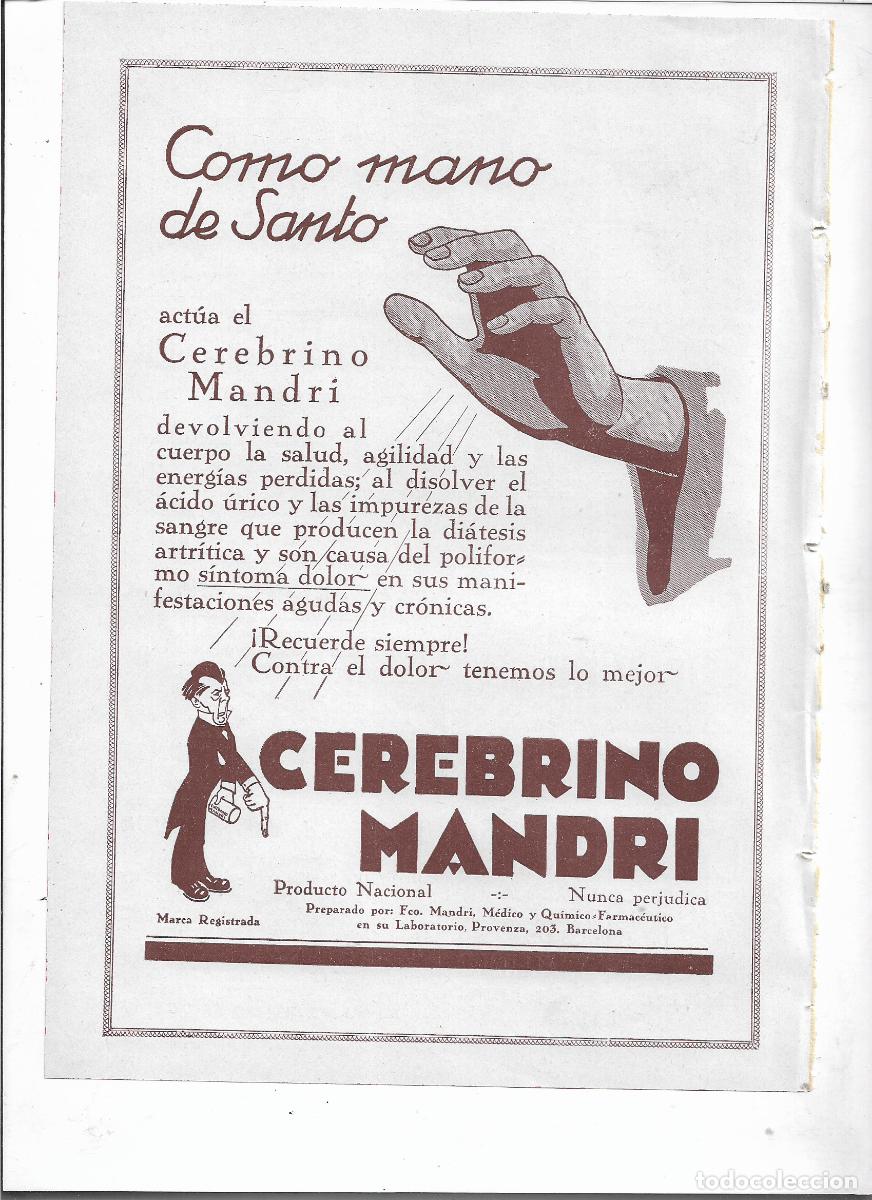 Como mano
de Santo
actúa el
Cerebrino
Mandri
devolviendo al
cuerpo la salud, agilidad y las
energías perdidas; al disolver el
ácido úrico y las impurezas de la
sangre que producen la diátesis
artrítica y son causa del polifor-
mo síntoma dolor en sus mani-
festaciones agudas y crónicas.
¡Recuerde siempre!
Contra el dolor tenemos lo mejor
CEREBRINO
MANDRI
Producto Nacional -:- Nunca perjudica
Preparado por: Fco. Mandri, Médico y Químico-Farmacéutico
en su Laboratorio, Provenza, 203. Barcelona
Marca Registrada
todocoleccion